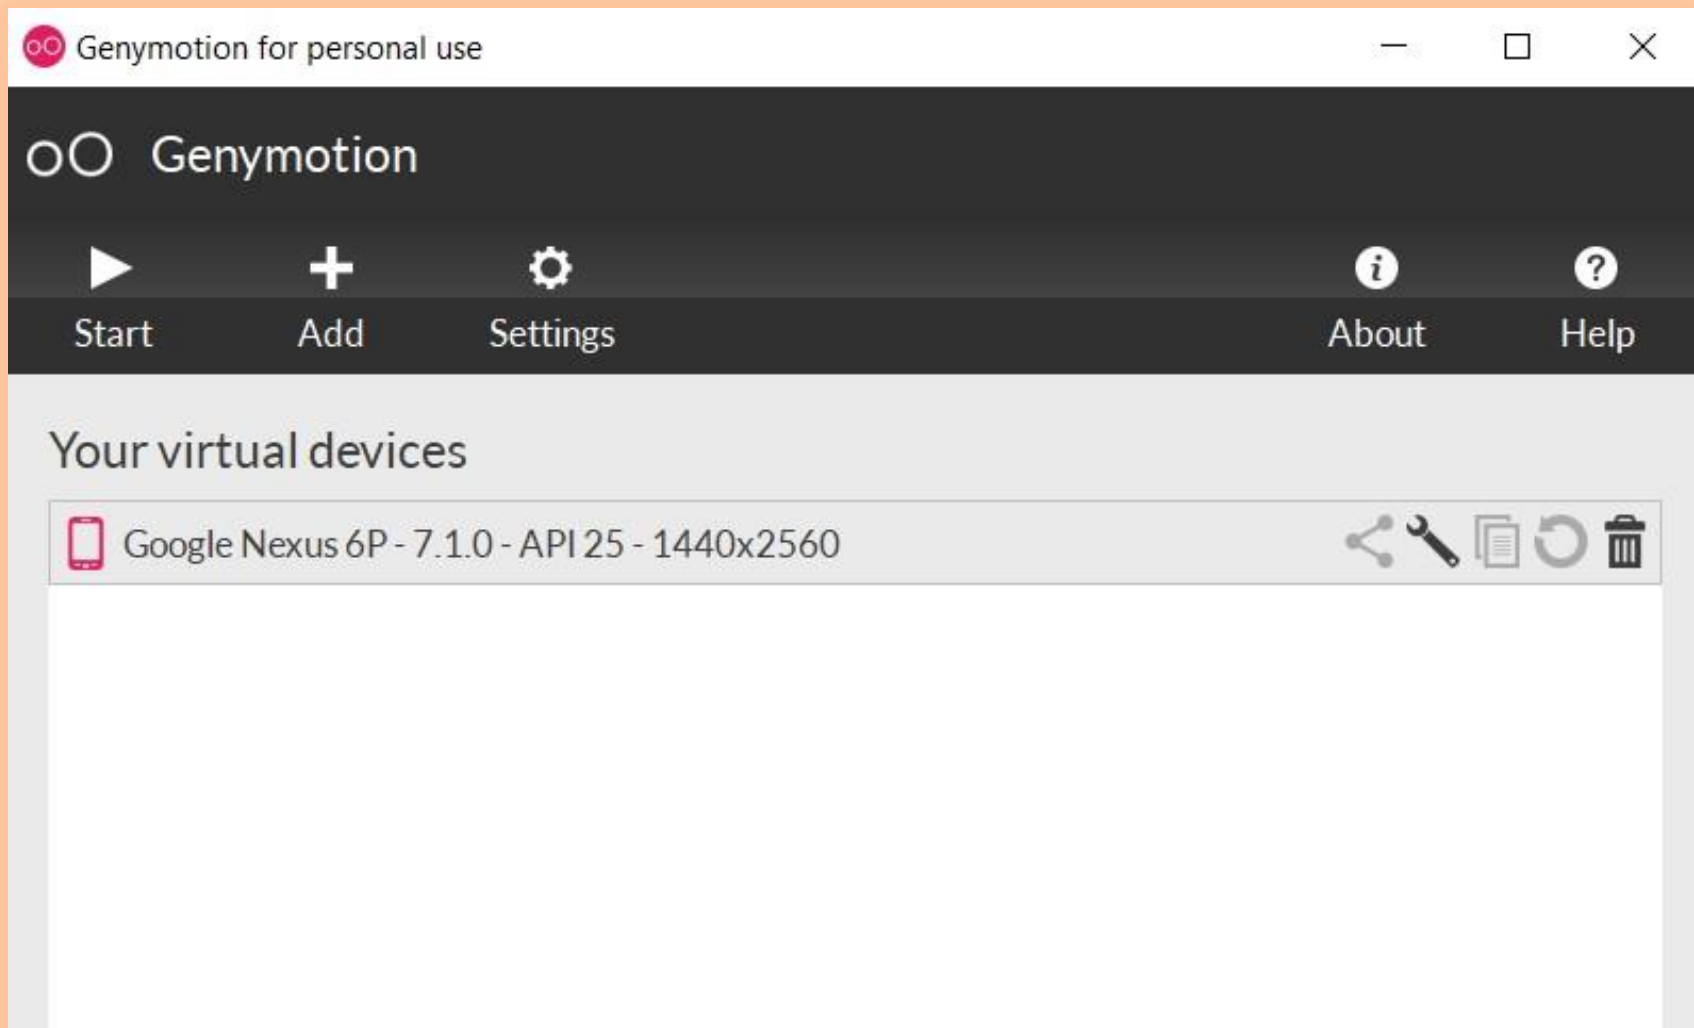 Genymotion for personal use
oO Genymotion
Start Add Settings About Help
Your virtual devices
Google Nexus 6P - 7.1.0 - API 25 - 1440x2560